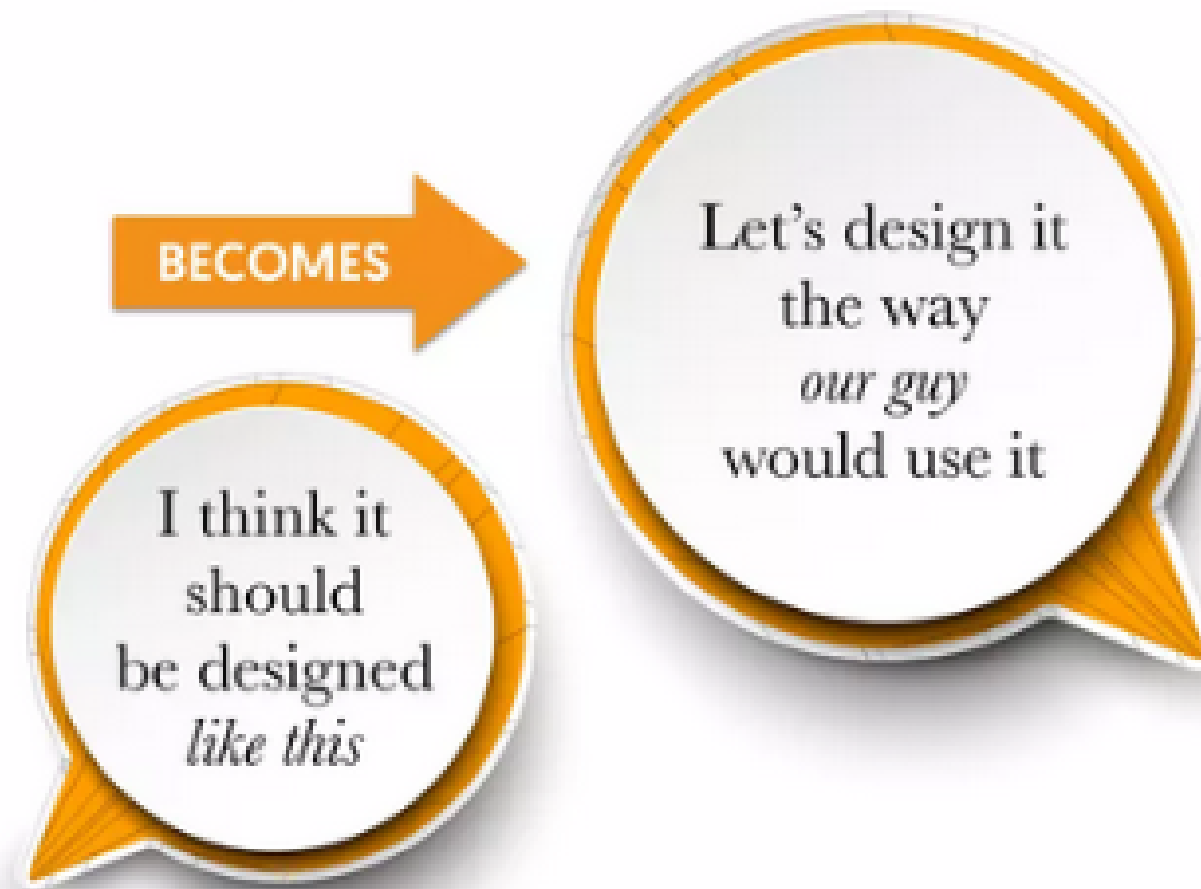 I think it
should
be designed
like this
BECOMES
Let's design it
the way
our guy
would use it